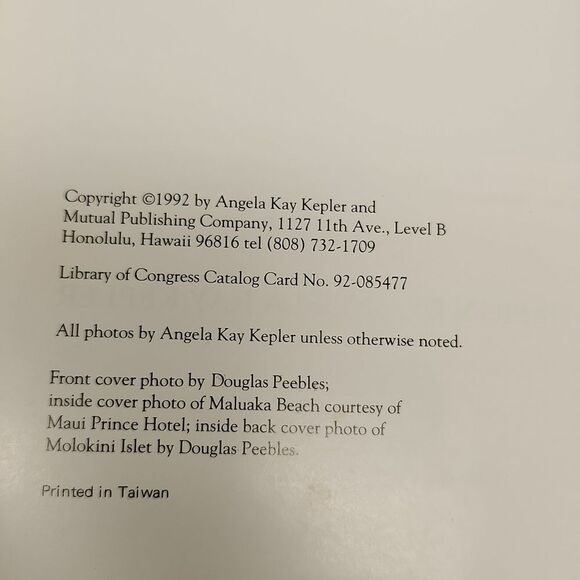 Copyright ©1992 by Angela Kay Kepler and
Mutual Publishing Company, 1127 11th Ave., Level B
Honolulu, Hawaii 96816 tel (808) 732-1709
Library of Congress Catalog Card No. 92-085477
All photos by Angela Kay Kepler unless otherwise noted.
Front cover photo by Douglas Peebles;
inside cover photo of Maluaka Beach courtesy of
Maui Prince Hotel; inside back cover photo of
Molokini Islet by Douglas Peebles.
Printed in Taiwan